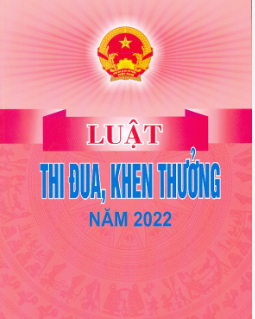 LUẬT
THI ĐUA, KHEN THƯỞNG
NĂM 2022